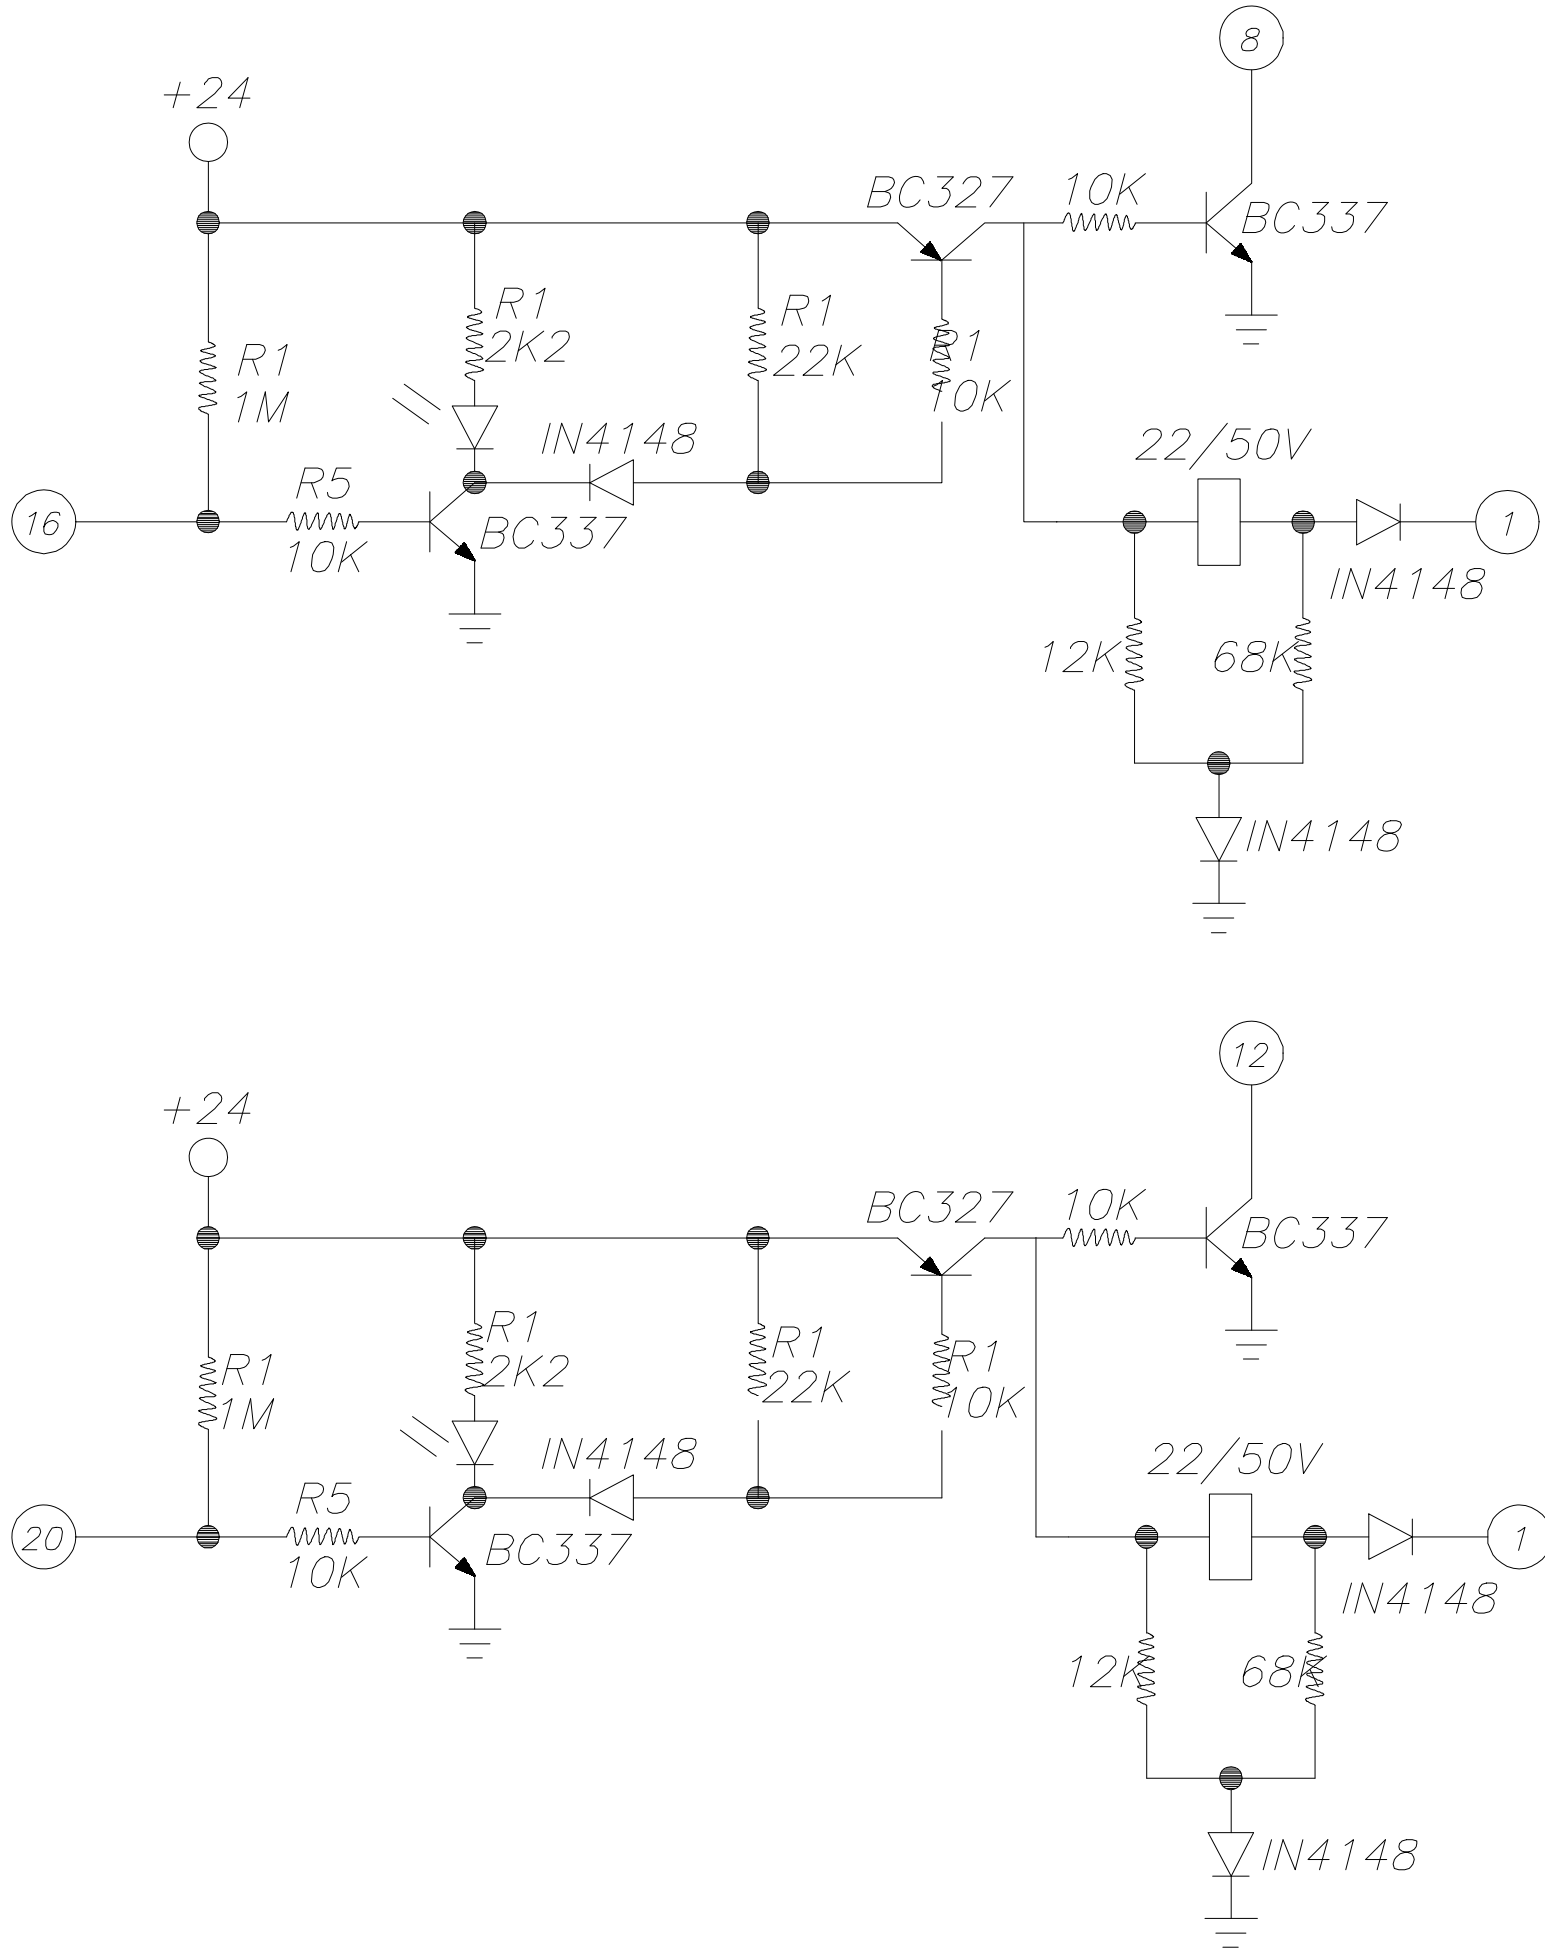 8
+24
BC327
10K
BC337
R1
2K2
R1
22K
R1
10K
R1
1M
IN4148
22/50V
R5
10K
16
BC337
1
IN4148
12K
68K
IN4148
12
+24
BC327
10K
BC337
R1
2K2
R1
22K
R1
10K
R1
1M
IN4148
22/50V
R5
10K
20
BC337
1
IN4148
12K
68K
IN4148